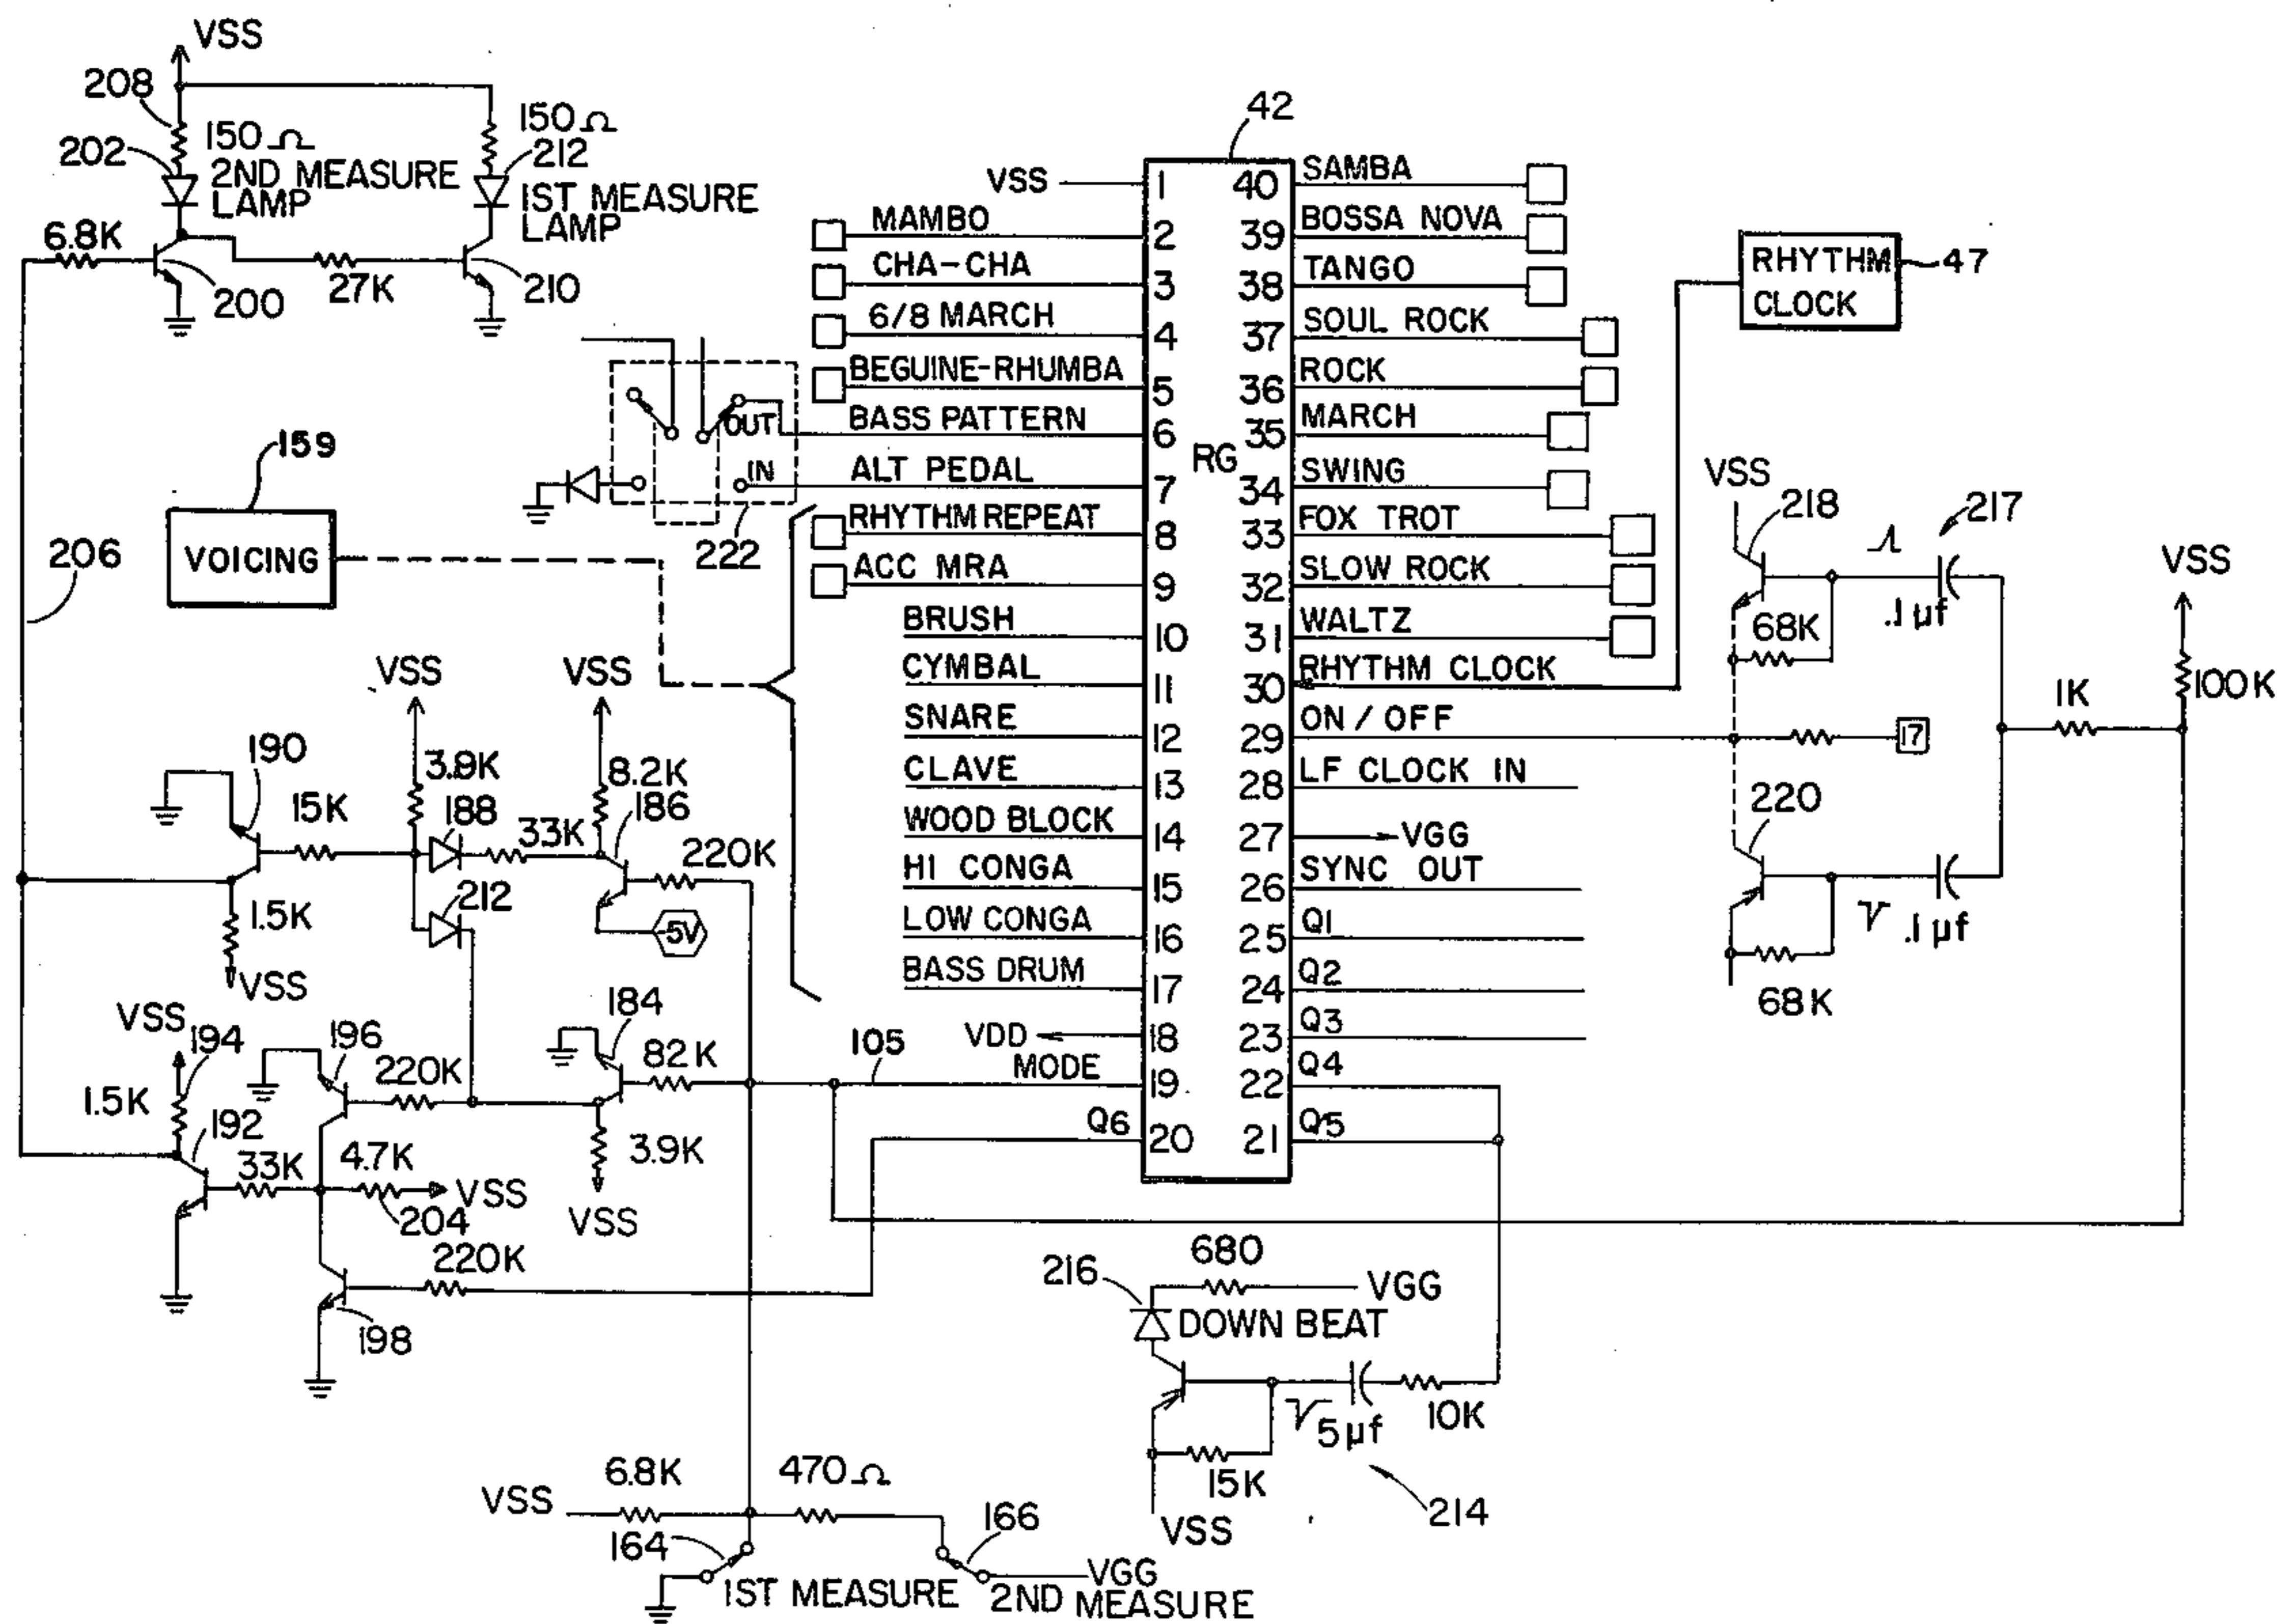 VSS
208
150Ω
202
2ND MEASURE
LAMP
150Ω
212
1ST MEASURE
LAMP
6.8K
200
27K
210
42
VSS
1
MAMBO
2
CHA-CHA
3
6/8 MARCH
4
BEGUINE-RHUMBA
5
BASS PATTERN
6
ALT PEDAL
7
RHYTHM REPEAT
8
ACC MRA
9
BRUSH
10
CYMBAL
11
SNARE
12
CLAVE
13
WOOD BLOCK
14
HI CONGA
15
LOW CONGA
16
BASS DRUM
17
VDD
18
MODE
105
19
Q6
20
RG
SAMBA
40
BOSSA NOVA
39
TANGO
38
SOUL ROCK
37
ROCK
36
MARCH
35
SWING
34
FOX TROT
33
SLOW ROCK
32
WALTZ
31
RHYTHM CLOCK
30
ON / OFF
29
17
LF CLOCK IN
28
VGG
27
SYNC OUT
26
Q1
25
Q2
24
Q3
23
Q4
22
Q5
21
RHYTHM
CLOCK
47
OUT
IN
222
159
VOICING
206
VSS
218
217
.1 µf
68K
VSS
1K
100K
220
.1 µf
68K
VSS
VSS
190
3.9K
8.2K
15K
188
33K
186
220K
1.5K
212
-5V
VSS
VSS
194
196
184
1.5K
220K
82K
192
33K
4.7K
VSS
204
3.9K
VSS
220K
198
216
680
VGG
DOWN BEAT
5 µf
10K
15K
VSS
214
VSS
6.8K
470Ω
164
166
1ST MEASURE
VGG
2ND MEASURE